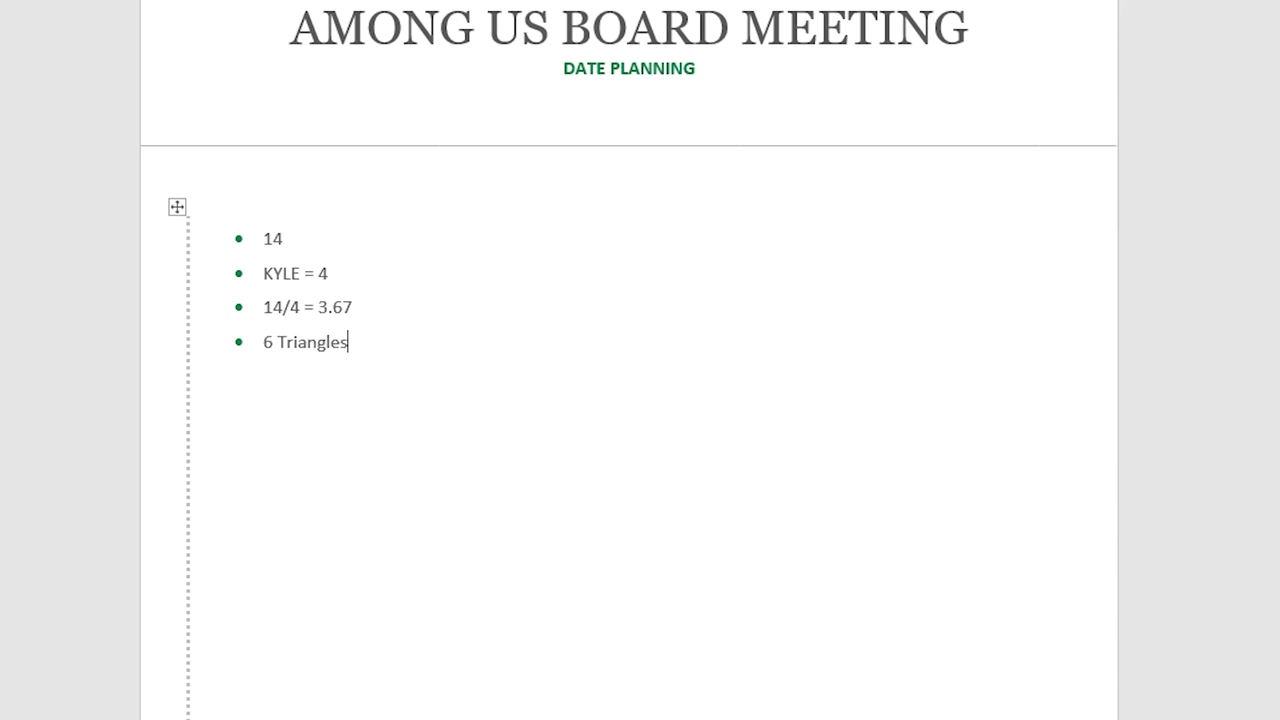 AMONG US BOARD MEETING
DATE PLANNING
14
KYLE = 4
14/4 = 3.67
6 Triangles